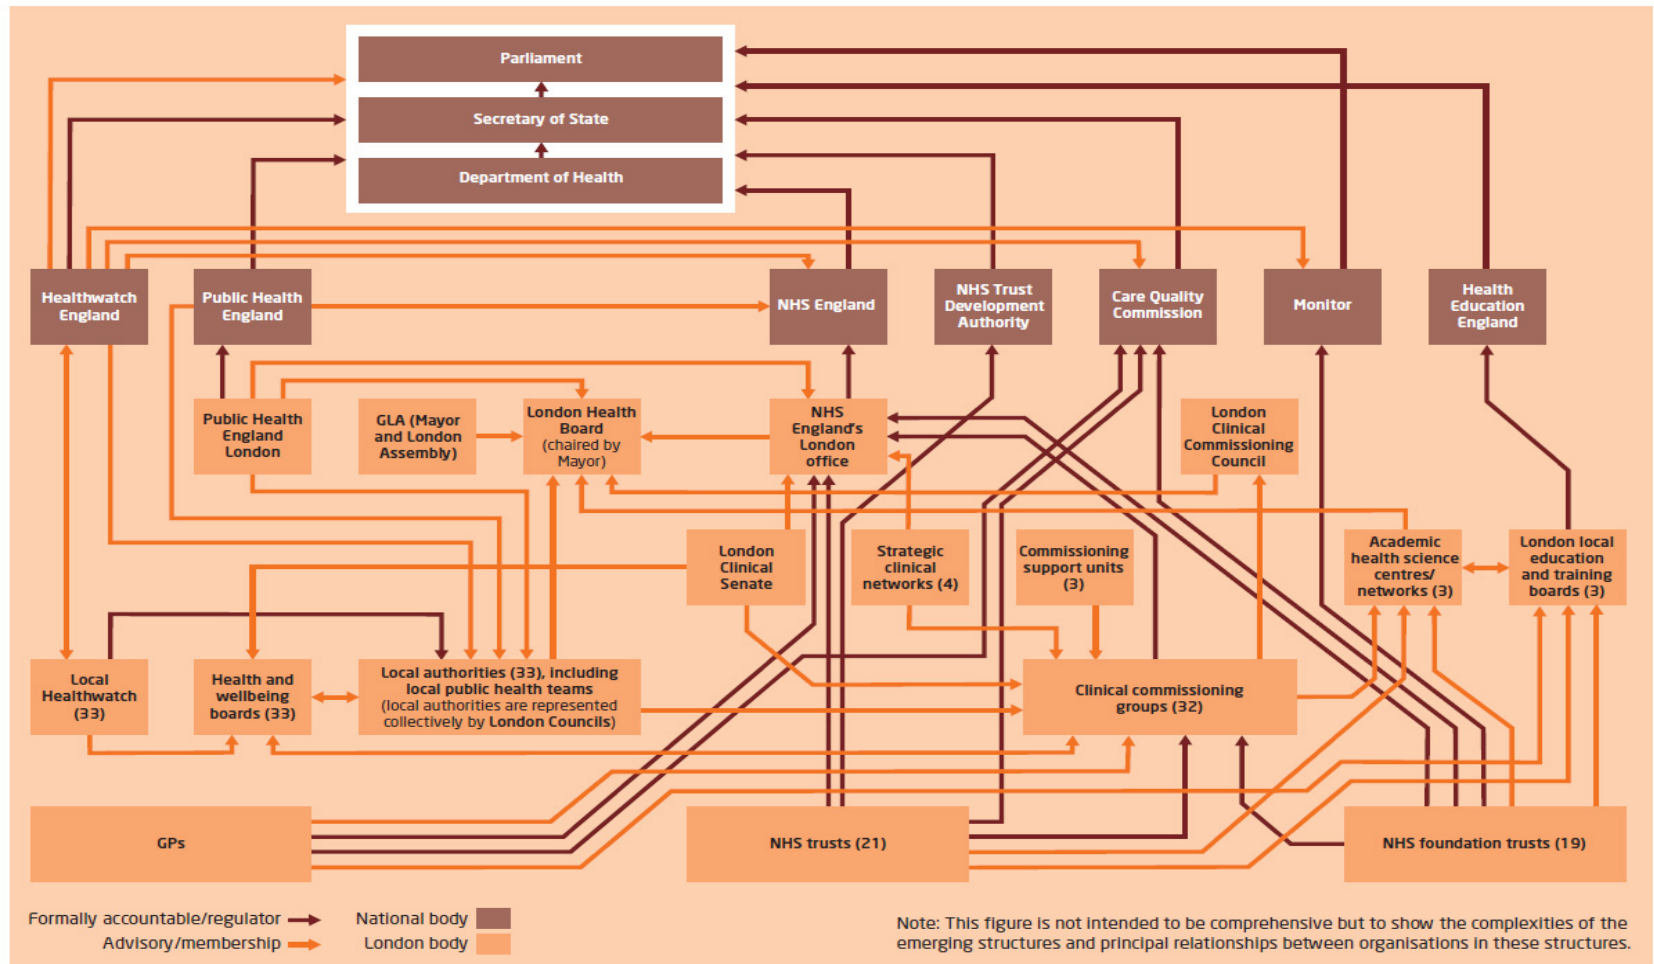 Parliament
Secretary of State
Department of Health
Healthwatch
England
Public Health
England
NHS England
NHS Trust
Development
Authority
Care Quality
Commission
Monitor
Health
Education
England
Public Health
England
London
GLA (Mayor
and London
Assembly)
London Health
Board
(chaired by
Mayor)
NHS
England's
London
office
London
Clinical
Commissioning
Council
London
Clinical
Senate
Strategic
clinical
networks (4)
Commissioning
support units
(3)
Academic
health science
centres/
networks (3)
London local
education
and training
boards (3)
Local
Healthwatch
(33)
Health and
wellbeing
boards (33)
Local authorities (33), including
local public health teams
(local authorities are represented
collectively by London Councils)
Clinical commissioning
groups (32)
GPs
NHS trusts (21)
NHS foundation trusts (19)
Formally accountable/regulator
Advisory/membership
National body
London body
Note: This figure is not intended to be comprehensive but to show the complexities of the
emerging structures and principal relationships between organisations in these structures.